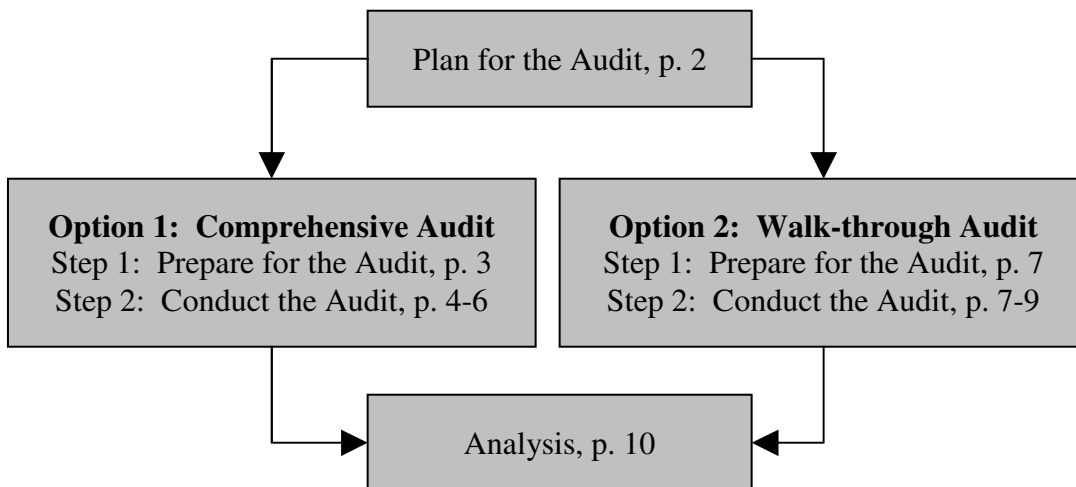 Plan for the Audit, p. 2
Option 1:  Comprehensive Audit
Step 1:  Prepare for the Audit, p. 3
Step 2:  Conduct the Audit, p. 4-6
Option 2:  Walk-through Audit
Step 1:  Prepare for the Audit, p. 7
Step 2:  Conduct the Audit, p. 7-9
Analysis, p. 10